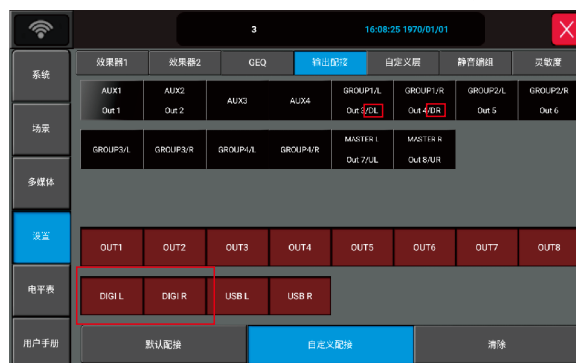 3
16:08:25 1970/01/01
系统
场景
多媒体
设置
电平表
用户手册
效果器1
效果器2
GEQ
输出配接
自定义层
静音编组
灵敏度
AUX1
Out 1
AUX2
Out 2
AUX3
AUX4
GROUP1/L
Out 3/DL
GROUP1/R
Out 4/DR
GROUP2/L
Out 5
GROUP2/R
Out 6
GROUP3/L
GROUP3/R
GROUP4/L
GROUP4/R
MASTER L
Out 7/UL
MASTER R
Out 8/UR
OUT1
OUT2
OUT3
OUT4
OUT5
OUT6
OUT7
OUT8
DIGI L
DIGI R
USB L
USB R
默认配接
自定义配接
清除